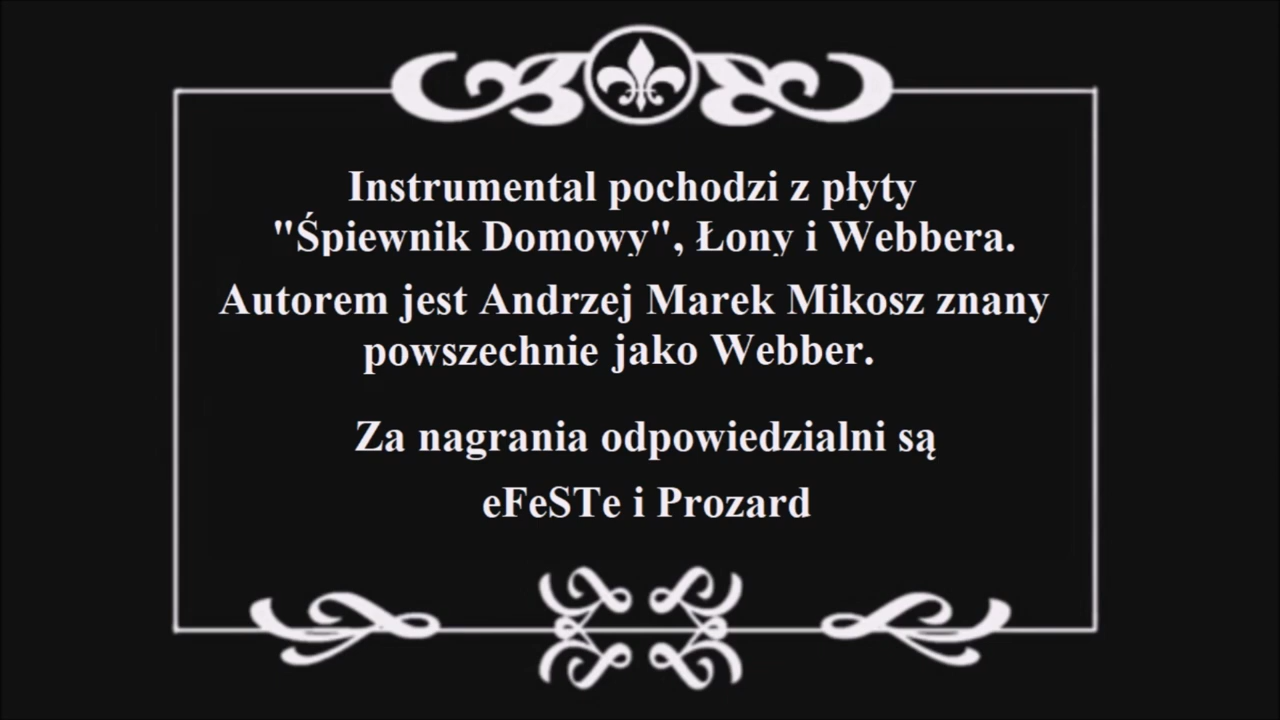 Instrumental pochodzi z płyty
"Śpiewnik Domowy", Łony i Webbera.
Autorem jest Andrzej Marek Mikosz znany
powszechnie jako Webber.
Za nagrania odpowiedzialni są
eFeSTe i Prozard